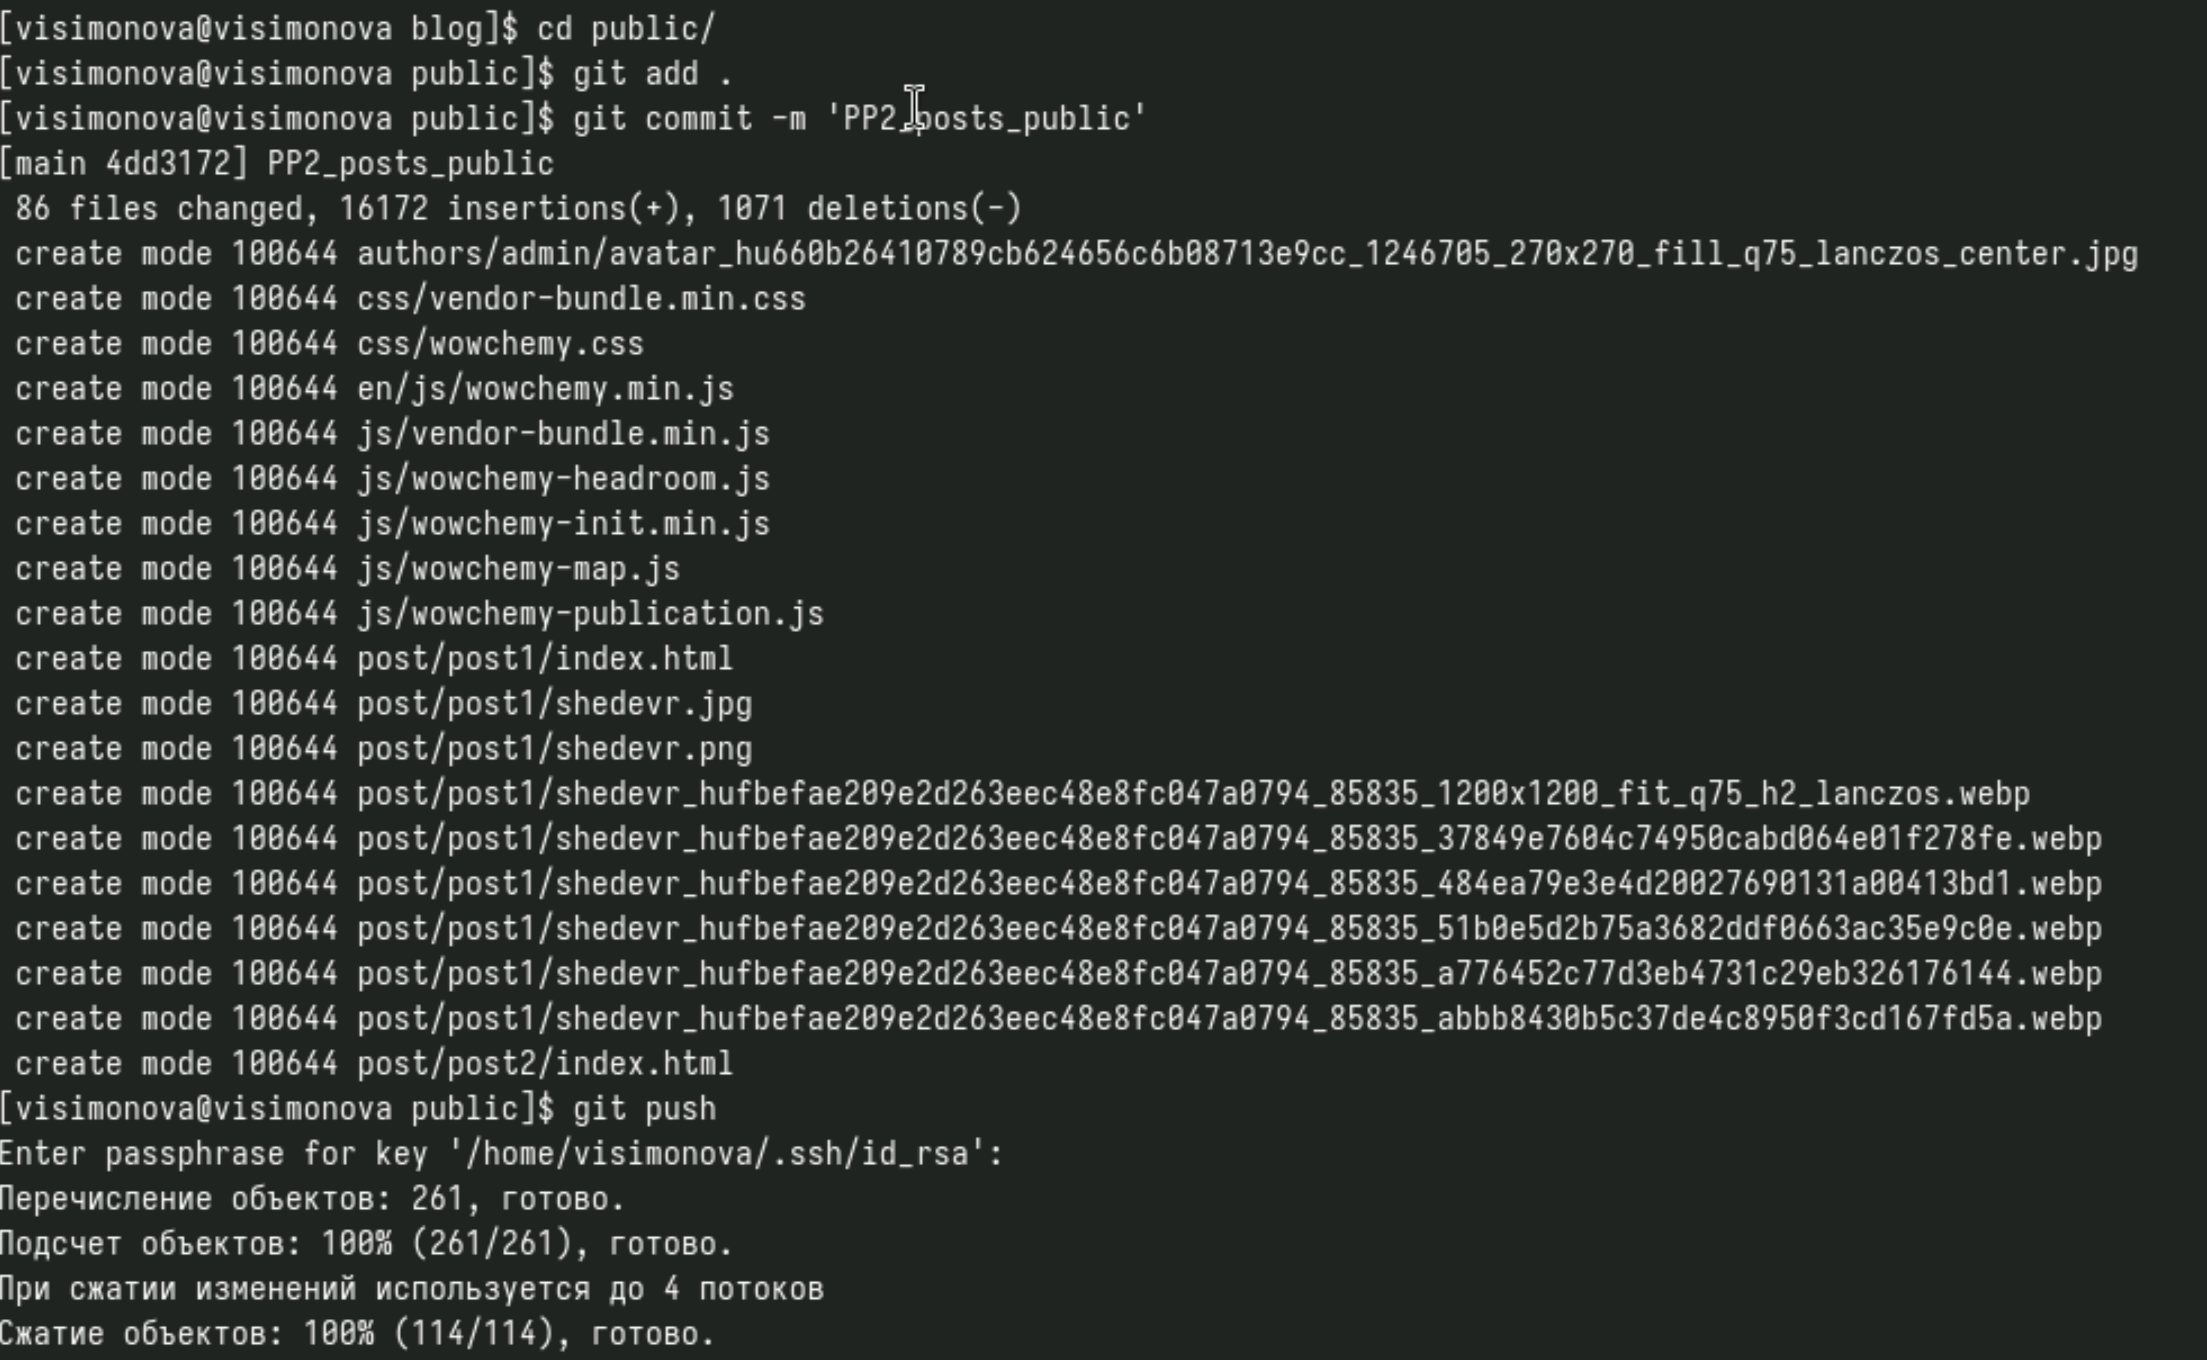 [visimonova@visimonova blog]$ cd public/
[visimonova@visimonova public]$ git add .
[visimonova@visimonova public]$ git commit -m 'PP2_posts_public'
[main 4dd3172] PP2_posts_public
 86 files changed, 16172 insertions(+), 1071 deletions(-)
 create mode 100644 authors/admin/avatar_hu660b26410789cb624656c6b08713e9cc_1246705_270x270_fill_q75_lanczos_center.jpg
 create mode 100644 css/vendor-bundle.min.css
 create mode 100644 css/wowchemy.css
 create mode 100644 en/js/wowchemy.min.js
 create mode 100644 js/vendor-bundle.min.js
 create mode 100644 js/wowchemy-headroom.js
 create mode 100644 js/wowchemy-init.min.js
 create mode 100644 js/wowchemy-map.js
 create mode 100644 js/wowchemy-publication.js
 create mode 100644 post/post1/index.html
 create mode 100644 post/post1/shedevr.jpg
 create mode 100644 post/post1/shedevr.png
 create mode 100644 post/post1/shedevr_hufbefae209e2d263eec48e8fc047a0794_85835_1200x1200_fit_q75_h2_lanczos.webp
 create mode 100644 post/post1/shedevr_hufbefae209e2d263eec48e8fc047a0794_85835_37849e7604c74950cabd064e01f278fe.webp
 create mode 100644 post/post1/shedevr_hufbefae209e2d263eec48e8fc047a0794_85835_484ea79e3e4d20027690131a00413bd1.webp
 create mode 100644 post/post1/shedevr_hufbefae209e2d263eec48e8fc047a0794_85835_51b0e5d2b75a3682ddf0663ac35e9c0e.webp
 create mode 100644 post/post1/shedevr_hufbefae209e2d263eec48e8fc047a0794_85835_a776452c77d3eb4731c29eb326176144.webp
 create mode 100644 post/post1/shedevr_hufbefae209e2d263eec48e8fc047a0794_85835_abbb8430b5c37de4c8950f3cd167fd5a.webp
 create mode 100644 post/post2/index.html
[visimonova@visimonova public]$ git push
Enter passphrase for key '/home/visimonova/.ssh/id_rsa':
Перечисление объектов: 261, готово.
Подсчет объектов: 100% (261/261), готово.
При сжатии изменений используется до 4 потоков
Сжатие объектов: 100% (114/114), готово.